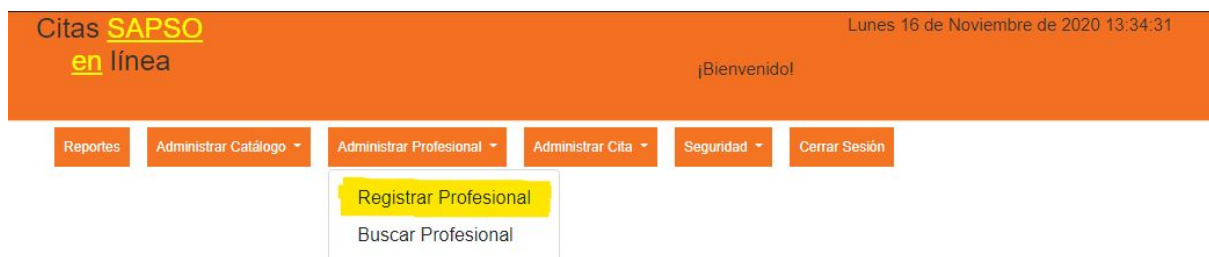 Citas SAPSO
en línea
Lunes 16 de Noviembre de 2020 13:34:31
¡Bienvenido!
Reportes Administrar Catálogo Administrar Profesional Administrar Cita Seguridad Cerrar Sesión
Registrar Profesional
Buscar Profesional